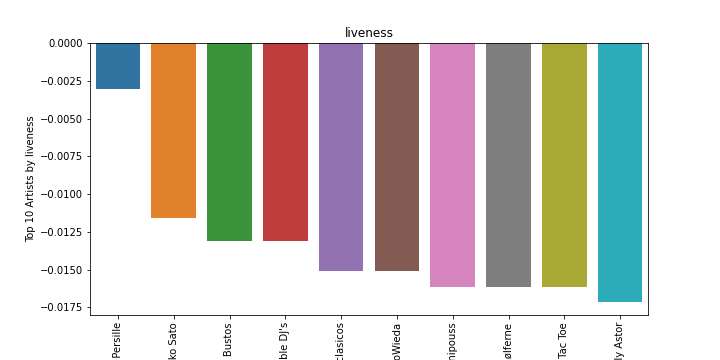 liveness
Top 10 Artists by liveness
0.0000
−0.0025
−0.0050
−0.0075
−0.0100
−0.0125
−0.0150
−0.0175
Persille
ko Sato
Bustos
ble DJ's
clasicos
oWieda
nipouss
ølferne
Tac Toe
ly Astor